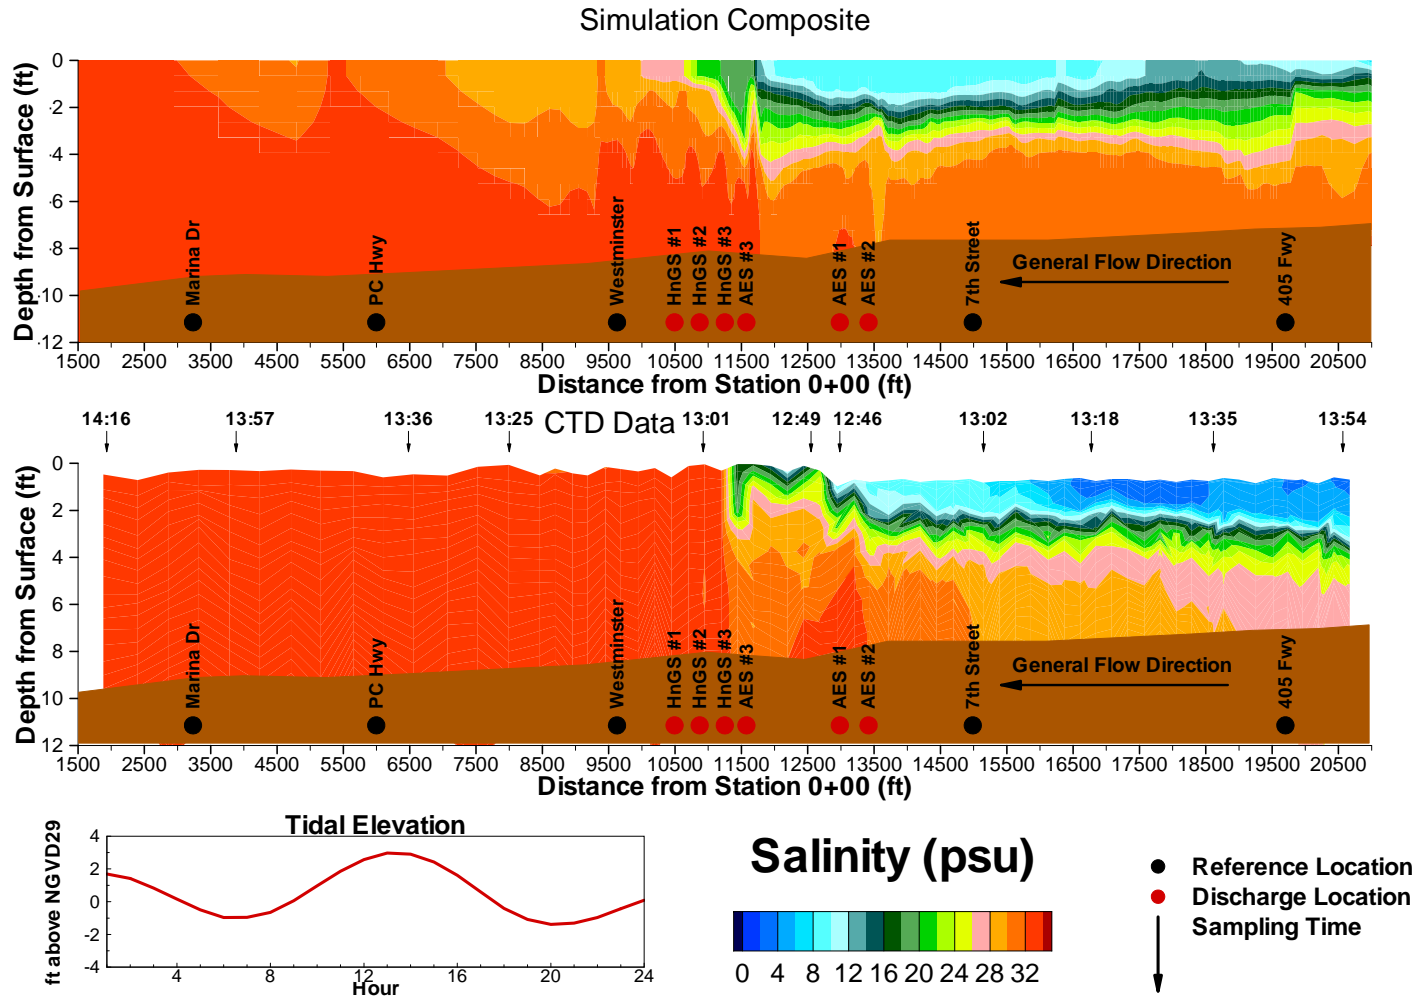 Simulation Composite
Depth from Surface (ft)
0
-2
-4
-6
-8
-10
-12
Marina Dr
PC Hwy
Westminster
HnGS #1
HnGS #2
HnGS #3
AES #3
AES #1
AES #2
7th Street
405 Fwy
General Flow Direction
1500 2500 3500 4500 5500 6500 7500 8500 9500 10500 11500 12500 13500 14500 15500 16500 17500 18500 19500 20500
Distance from Station 0+00 (ft)
14:16 13:57 13:36 13:25 13:01 12:49 12:46 13:02 13:18 13:35 13:54
CTD Data
Depth from Surface (ft)
0
2
4
6
8
10
12
Marina Dr
PC Hwy
Westminster
HnGS #1
HnGS #2
HnGS #3
AES #3
AES #1
AES #2
7th Street
405 Fwy
General Flow Direction
1500 2500 3500 4500 5500 6500 7500 8500 9500 10500 11500 12500 13500 14500 15500 16500 17500 18500 19500 20500
Distance from Station 0+00 (ft)
Tidal Elevation
ft above NGVD29
4
2
0
-2
-4
4 8 12 16 20 24
Hour
Salinity (psu)
0 4 8 12 16 20 24 28 32
Reference Location
Discharge Location
Sampling Time